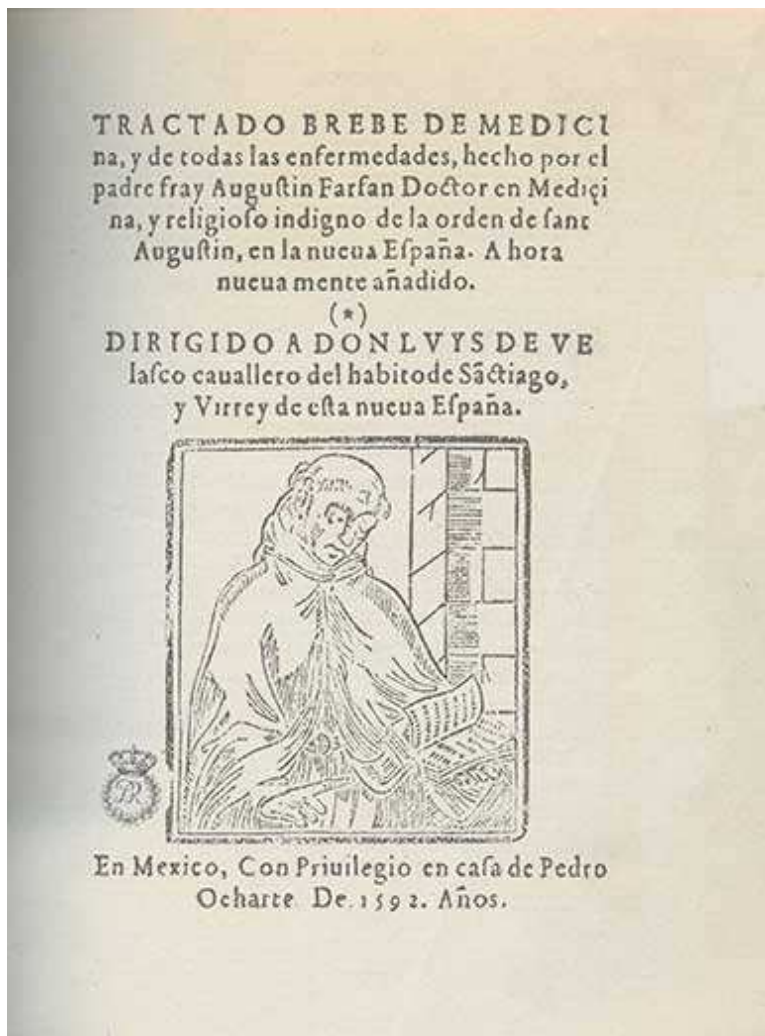 TRACTADO BREBE DE MEDICI
na, y de todas las enfermedades, hecho por el
padre fray Auguſtin Farfan Doctor en Mediçi
na, y religioſo indigno de la orden de ſant
Auguſtin, en la nueua Eſpaña. Ahora
nueua mente añadido.
(*)
DIRIGIDO A DON LVYS DE VE
laſco cauallero del habito de Sãctiago,
y Virrey de eſta nueua Eſpaña.
PR
En Mexico, Con Priuilegio en caſa de Pedro
Ocharte. De. 1592. Años.